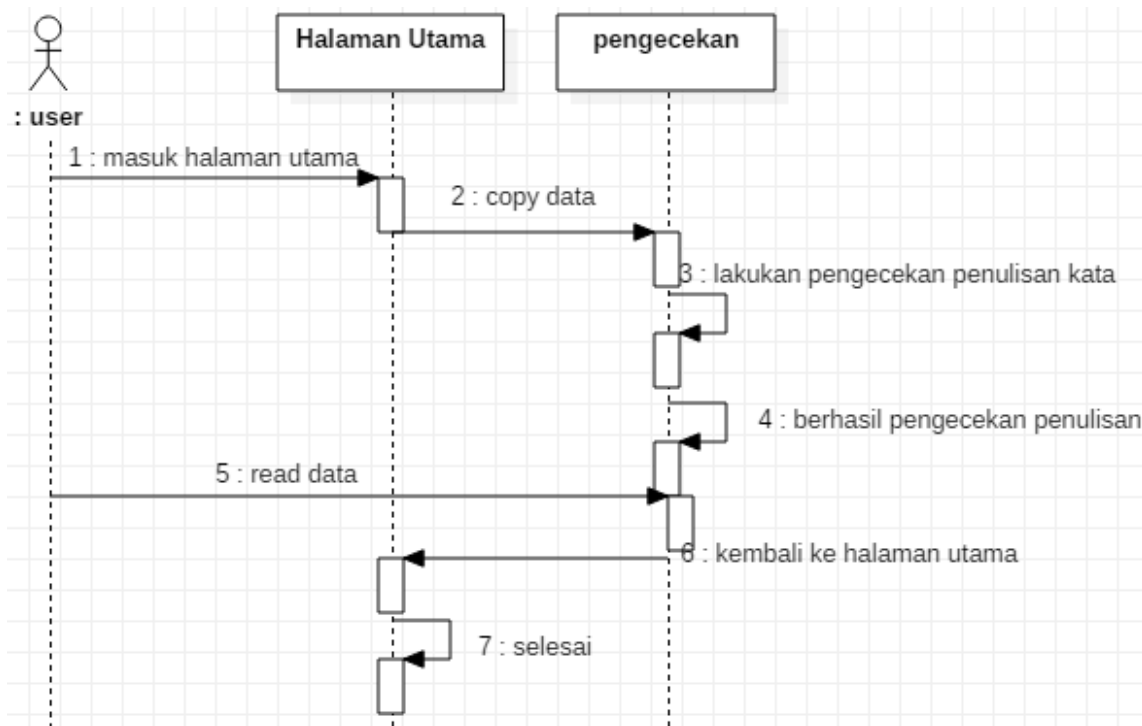 Halaman Utama
pengecekan
: user
1 : masuk halaman utama
2 : copy data
3 : lakukan pengecekan penulisan kata
4 : berhasil pengecekan penulisan
5 : read data
6 : kembali ke halaman utama
7 : selesai